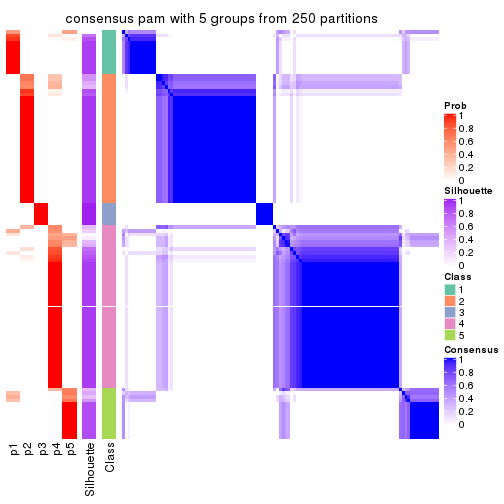 consensus pam with 5 groups from 250 partitions
Prob
1
0.8
0.6
0.4
0.2
0
Silhouette
1
0.8
0.6
0.4
0.2
0
Class
1
2
3
4
5
Consensus
1
0.8
0.6
0.4
0.2
0
p1
p2
p3
p4
p5
Silhouette
Class